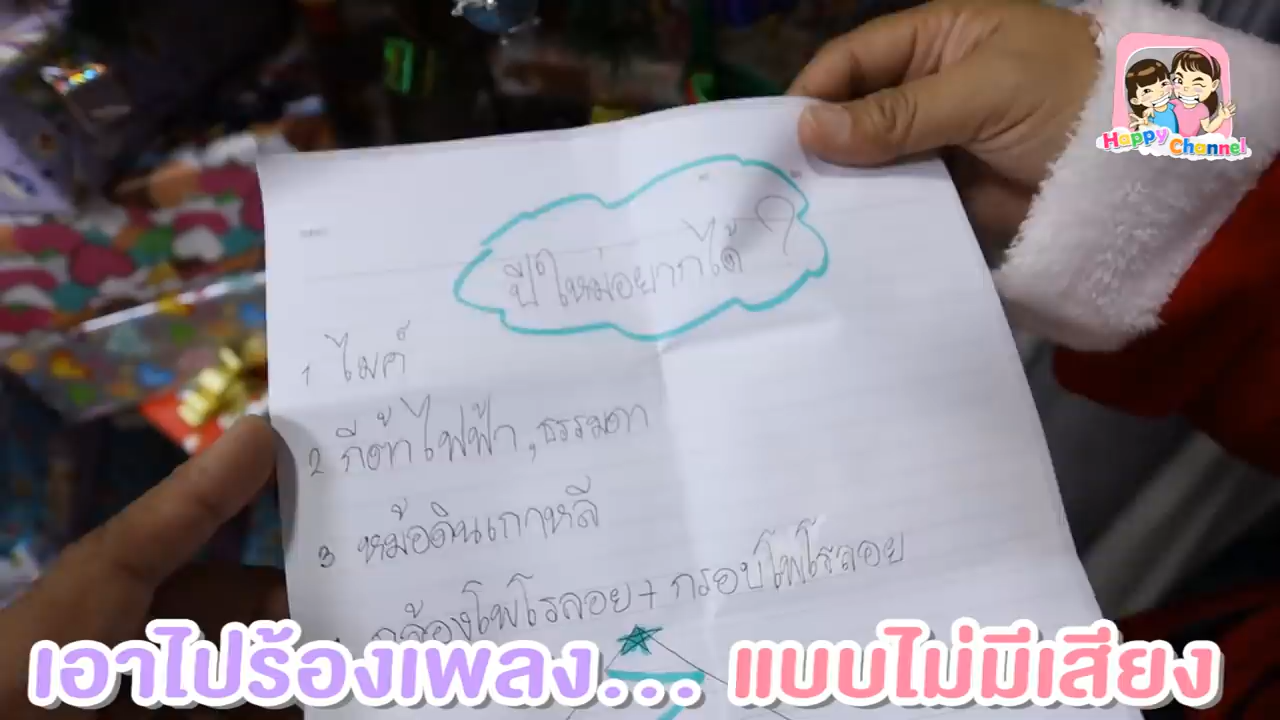 Happy Channel
ปีใหม่อยากได้ ?
1 ไมค์
2 กีต้าไฟฟ้า, ธรรมดา
3 หม้อดินเกาหลี
กล้องโพโรลอย + กรอบโพโรลอย
เอาไปร้องเพลง... แบบไม่มีเสียง